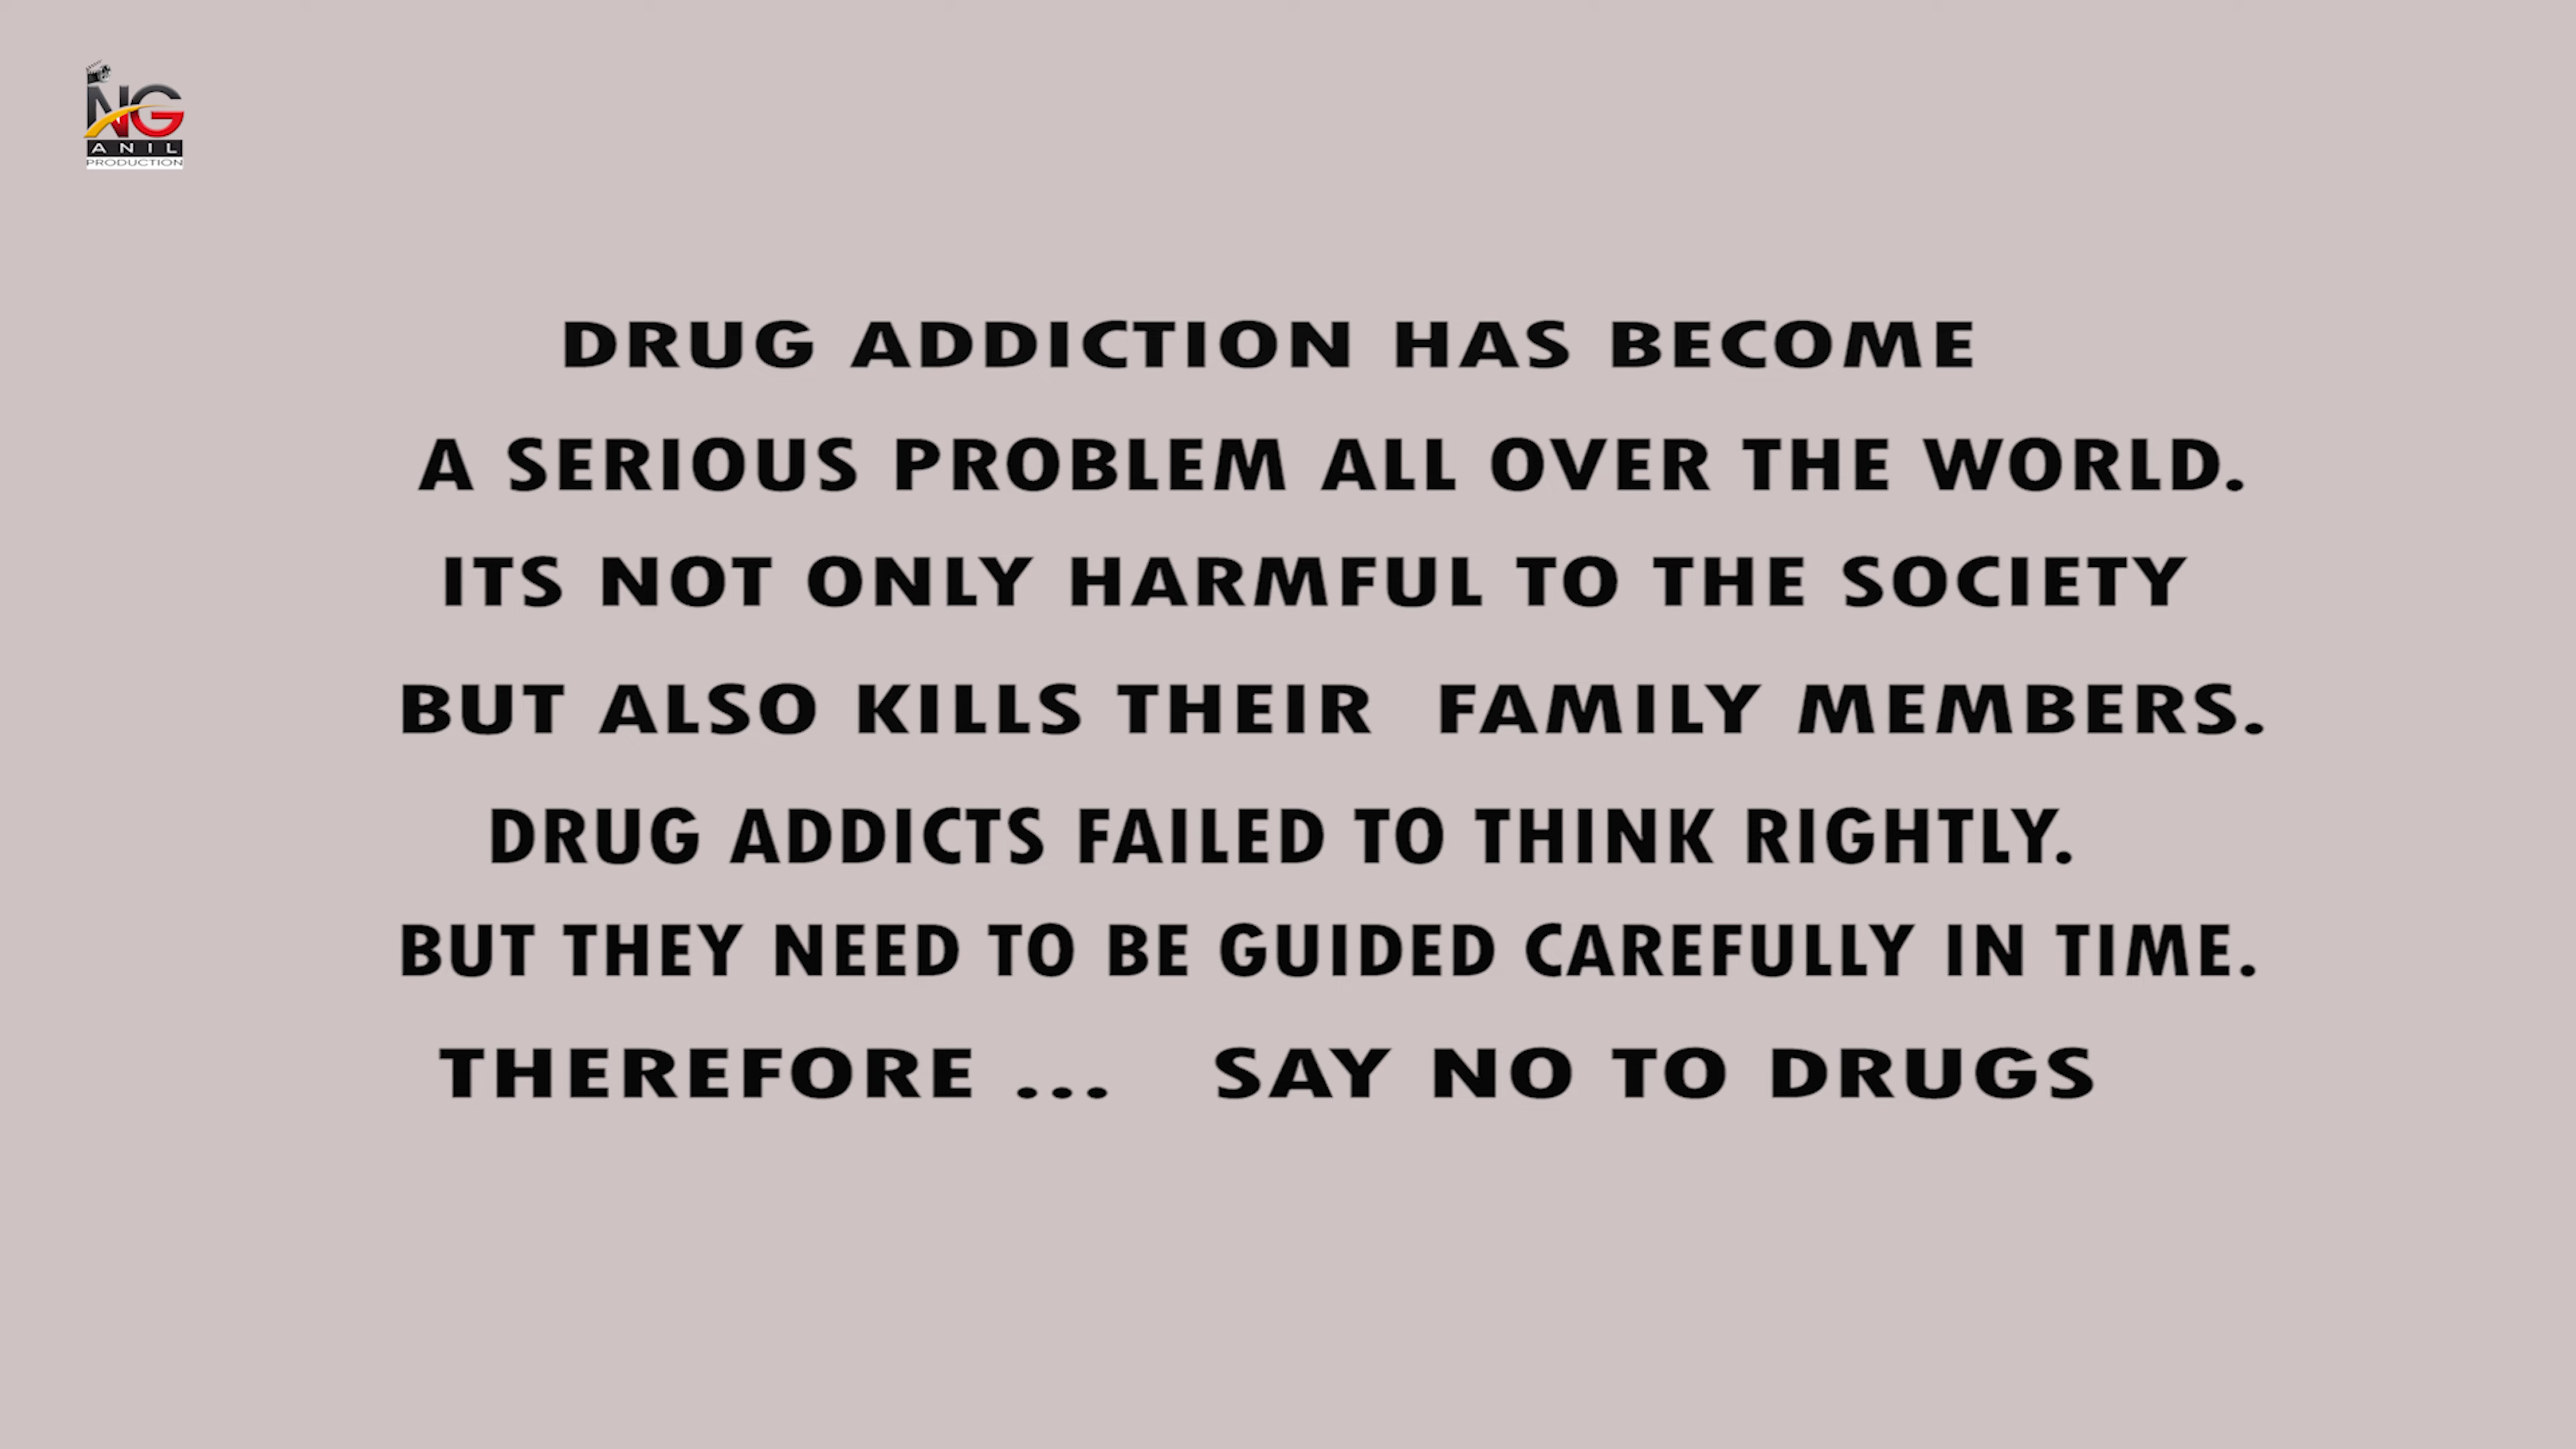 NG
ANIL
PRODUCTION
DRUG ADDICTION HAS BECOME
A SERIOUS PROBLEM ALL OVER THE WORLD.
ITS NOT ONLY HARMFUL TO THE SOCIETY
BUT ALSO KILLS THEIR FAMILY MEMBERS.
DRUG ADDICTS FAILED TO THINK RIGHTLY.
BUT THEY NEED TO BE GUIDED CAREFULLY IN TIME.
THEREFORE ... SAY NO TO DRUGS